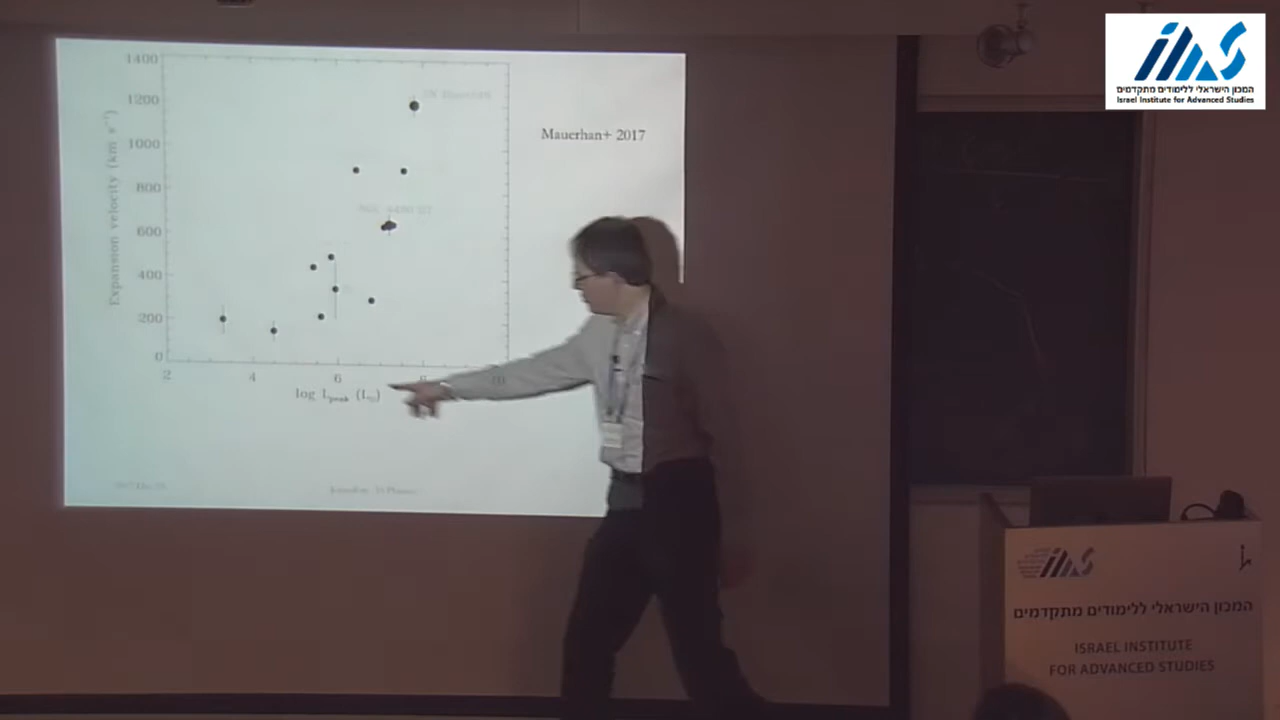 1400
1200
1000
800
600
400
200
0
Expansion velocity (km s⁻¹)
2
4
6
8
10
log Lpeak (L☉)
Mauerhan+ 2017
המכון הישראלי ללימודים מתקדמים
Israel Institute for Advanced Studies
המכון הישראלי ללימודים מתקדמים
ISRAEL INSTITUTE
FOR ADVANCED STUDIES